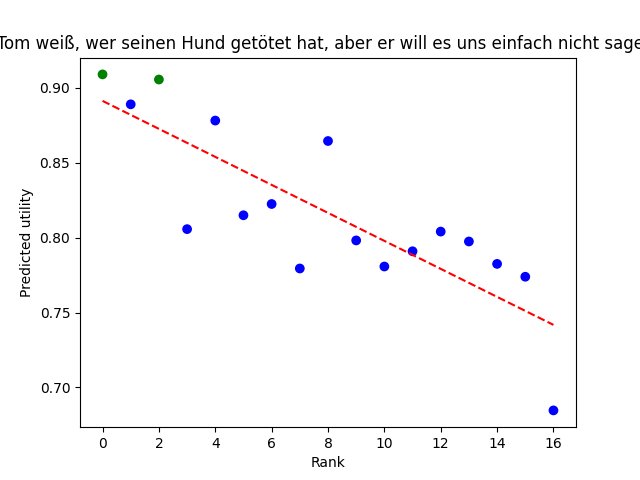 Tom weiß, wer seinen Hund getötet hat, aber er will es uns einfach nicht sage
0.90
0.85
0.80
0.75
0.70
Predicted utility
0 2 4 6 8 10 12 14 16
Rank